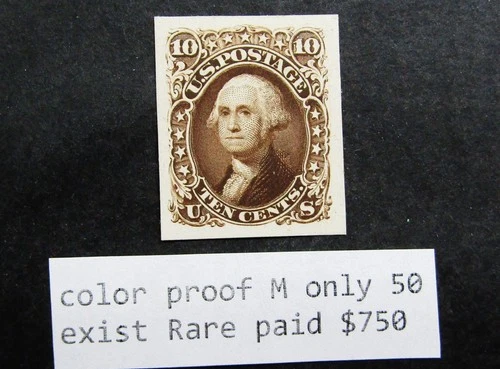 10 10
U.S. POSTAGE
TEN CENTS.
U. S
color proof M only 50
exist Rare paid $750